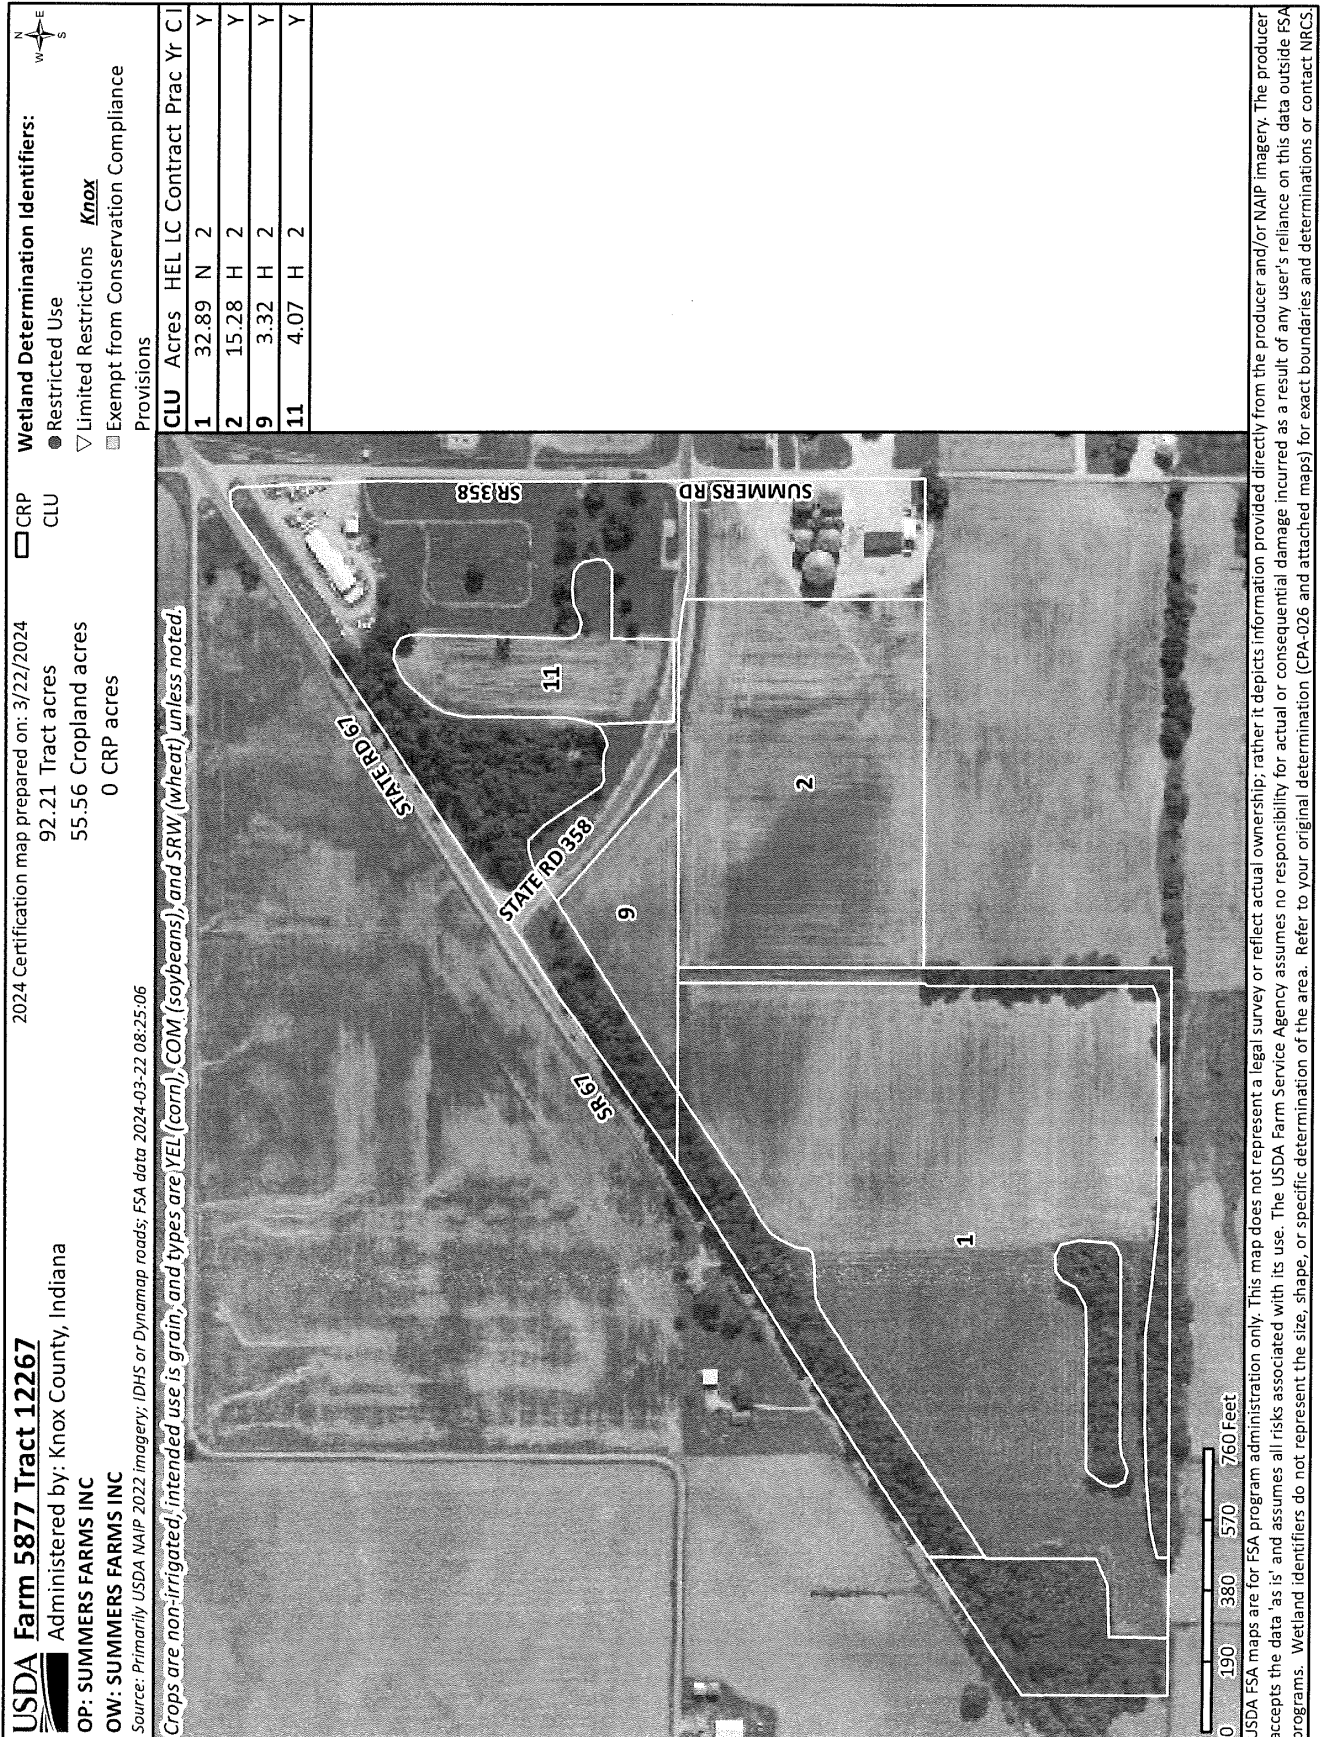 USDA Farm 5877 Tract 12267
Administered by: Knox County, Indiana
OP: SUMMERS FARMS INC
OW: SUMMERS FARMS INC
Source: Primarily USDA NAIP 2022 imagery; IDHS or Dynamap roads; FSA data 2024-03-22 08:25:06
2024 Certification map prepared on: 3/22/2024
92.21 Tract acres
55.56 Cropland acres
0 CRP acres
CRP
CLU
Wetland Determination Identifiers:
Restricted Use
Limited Restrictions Knox
Exempt from Conservation Compliance
Provisions
N
W E
S
Crops are non-irrigated, intended use is grain, and types are YEL (corn), COM (soybeans), and SRW (wheat) unless noted.
CLU Acres HEL LC Contract Prac Yr C I
1 32.89 N 2 Y
2 15.28 H 2 Y
9 3.32 H 2 Y
11 4.07 H 2 Y
STATE RD 67
SR 358
SUMMERS RD
11
STATE RD 358
2
9
SR 67
1
0 190 380 570 760 Feet
USDA FSA maps are for FSA program administration only. This map does not represent a legal survey or reflect actual ownership; rather it depicts information provided directly from the producer and/or NAIP imagery. The producer
accepts the data 'as is' and assumes all risks associated with its use. The USDA Farm Service Agency assumes no responsibility for actual or consequential damage incurred as a result of any user's reliance on this data outside FSA
programs. Wetland identifiers do not represent the size, shape, or specific determination of the area. Refer to your original determination (CPA-026 and attached maps) for exact boundaries and determinations or contact NRCS.